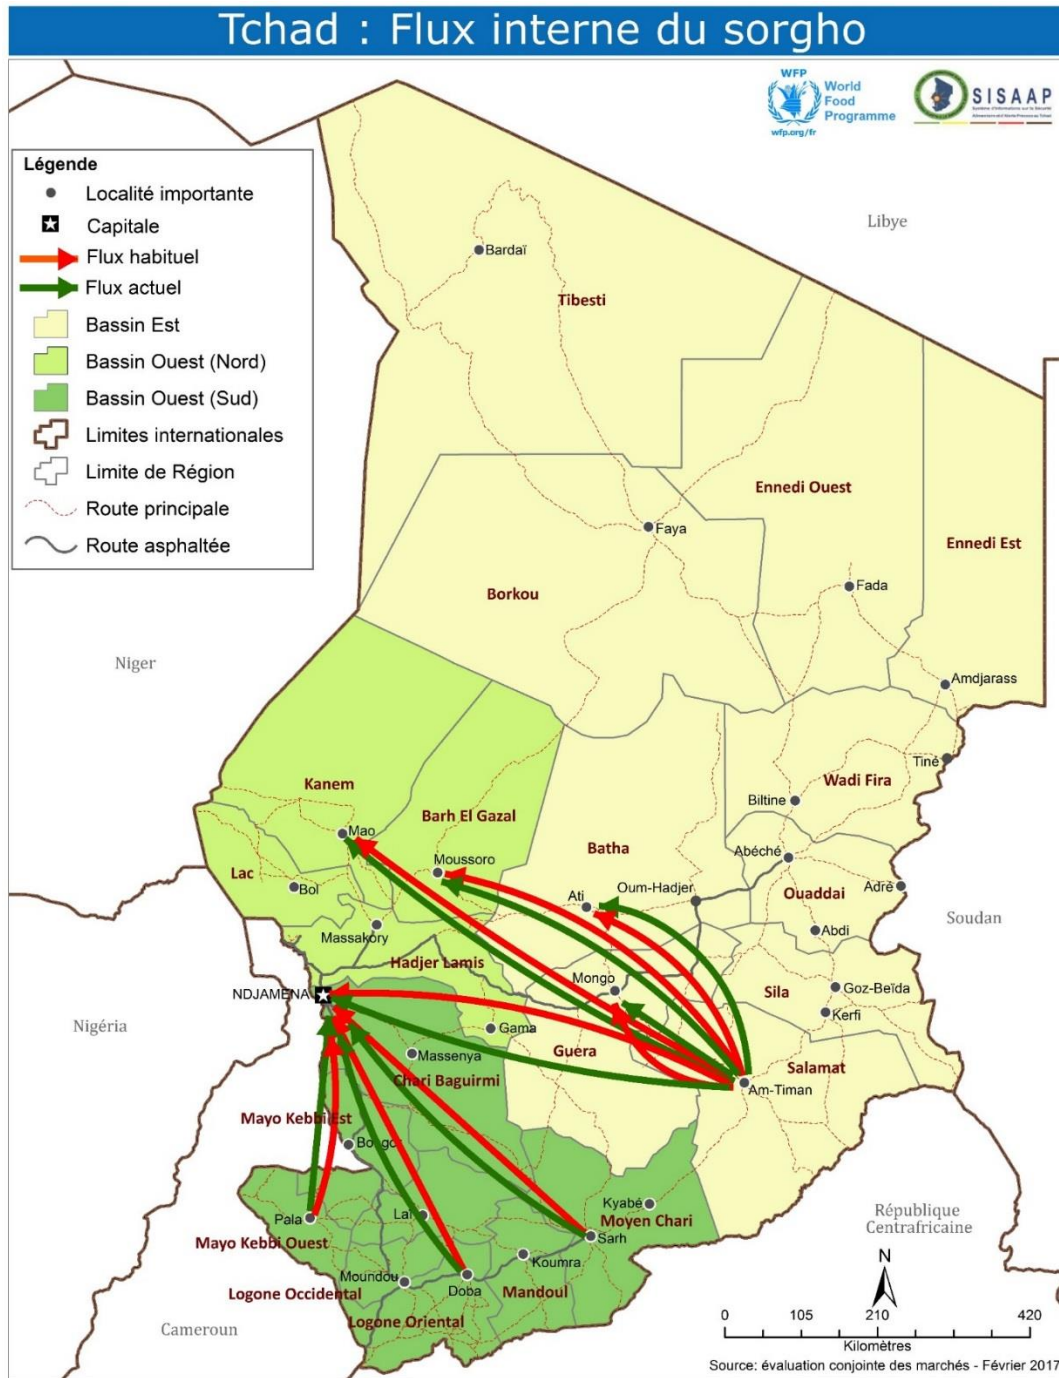 Tchad : Flux interne du sorgho
WFP
World
Food
Programme
wfp.org/fr
SISAAP
Légende
Localité importante
Capitale
Flux habituel
Flux actuel
Bassin Est
Bassin Ouest (Nord)
Bassin Ouest (Sud)
Limites internationales
Limite de Région
Route principale
Route asphaltée
Libye
Bardaï
Tibesti
Ennedi Ouest
Faya
Ennedi Est
Fada
Borkou
Niger
Amdjarass
Tiné
Wadi Fira
Kanem
Biltine
Barh El Gazal
Mao
Batha
Abéché
Moussoro
Lac
Oum-Hadjer
Bol
Ati
Ouaddai
Adré
Soudan
Massakory
Abdi
Hadjer Lamis
Mongo
NDJAMENA
Sila
Goz-Beïda
Kerfi
Nigéria
Gama
Guera
Massenya
Salamat
Chari Baguirmi
Am-Timan
Mayo Kebbi Est
Bongor
Kyabé
République
Centrafricaine
Pala
Laï
Moyen Chari
Sarh
Mayo Kebbi Ouest
Koumra
N
Moundou
Doba
Mandoul
Logone Occidental
Logone Oriental
Cameroun
0 105 210 420
Kilomètres
Source: évaluation conjointe des marchés - Février 2017